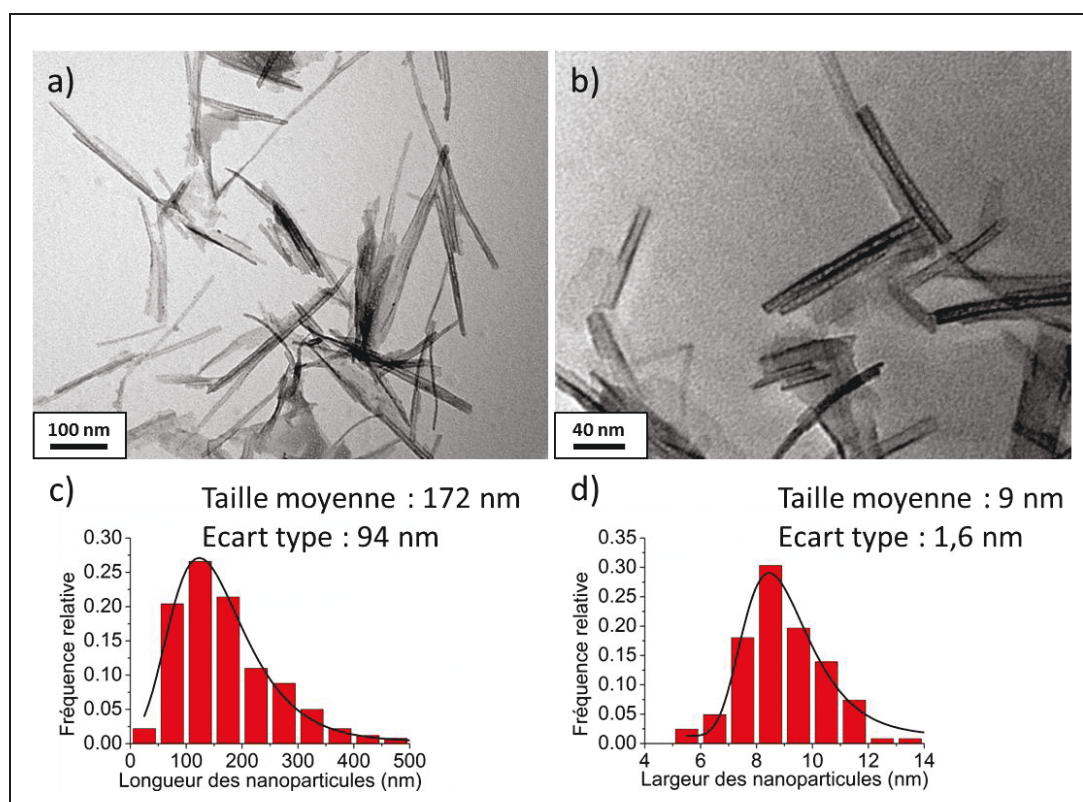 a)
b)
100 nm
40 nm
c)
Taille moyenne : 172 nm
Ecart type : 94 nm
0.30
0.25
0.20
0.15
0.10
0.05
0.00
Fréquence relative
0 100 200 300 400 500
Longueur des nanoparticules (nm)
d)
Taille moyenne : 9 nm
Ecart type : 1,6 nm
0.35
0.30
0.25
0.20
0.15
0.10
0.05
0.00
Fréquence relative
4 6 8 10 12 14
Largeur des nanoparticules (nm)